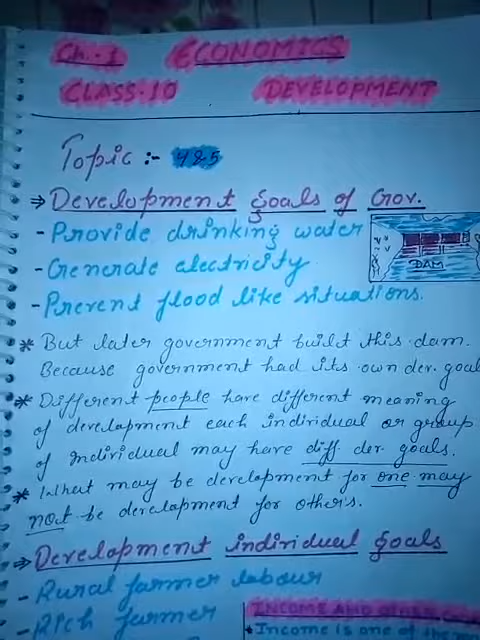 Ch.-1 ECONOMICS
CLASS-10 DEVELOPMENT
Topic :- 4&5
⇒ Development goals of Gov.
- Provide drinking water
- Generate electricity
DAM
- Prevent flood like situations.
* But later government built this dam.
Because government had its own dev. goal
* Different people have different meaning
of development each individual or group
of individual may have diff. dev. goals.
* What may be development for one may
not be development for others.
⇒ Development individual goals
- Rural farmer labour
- Rich farmer
INCOME AND OTHER
• Income is one of the